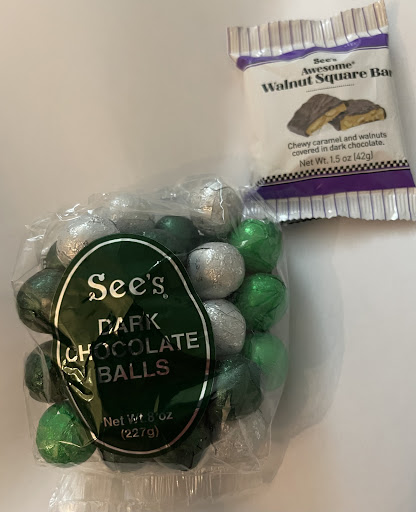 See's
Awesome®
Walnut Square Bar
Chewy caramel and walnuts
covered in dark chocolate.
Net Wt. 1.5 oz (42g)
See's®
DARK
CHOCOLATE
BALLS
Net Wt 8 oz
(227g)